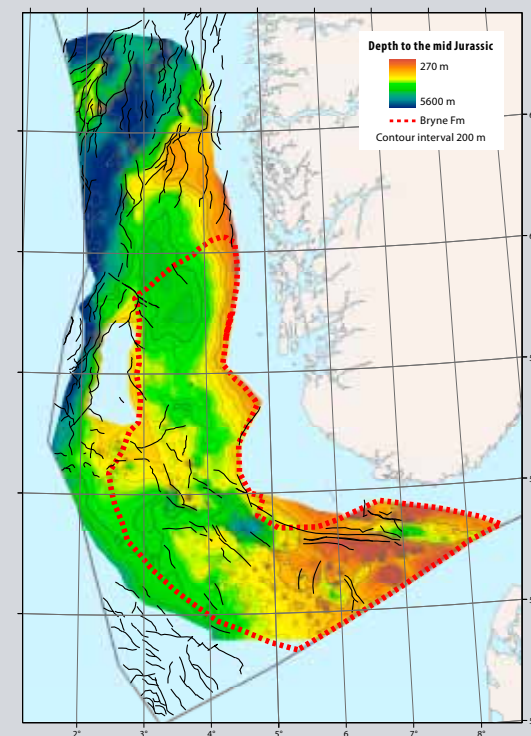 Depth to the mid Jurassic
270 m
5600 m
Bryne Fm
Contour interval 200 m
2° 3° 4° 5° 6° 7° 8°